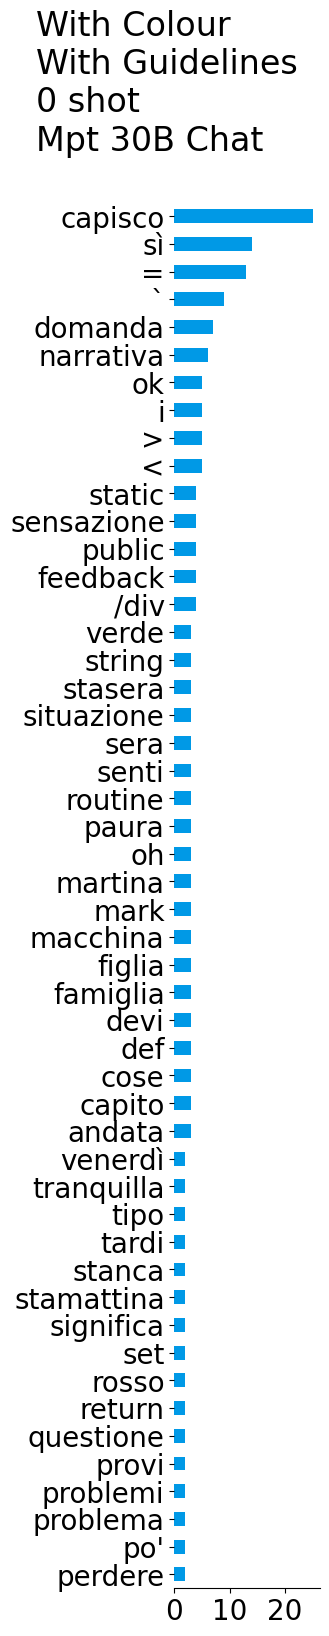 With Colour
With Guidelines
0 shot
Mpt 30B Chat
capisco
sì
=
`
domanda
narrativa
ok
i
>
<
static
sensazione
public
feedback
/div
verde
string
stasera
situazione
sera
senti
routine
paura
oh
martina
mark
macchina
figlia
famiglia
devi
def
cose
capito
andata
venerdì
tranquilla
tipo
tardi
stanca
stamattina
significa
set
rosso
return
questione
provi
problemi
problema
po'
perdere
0 10 20